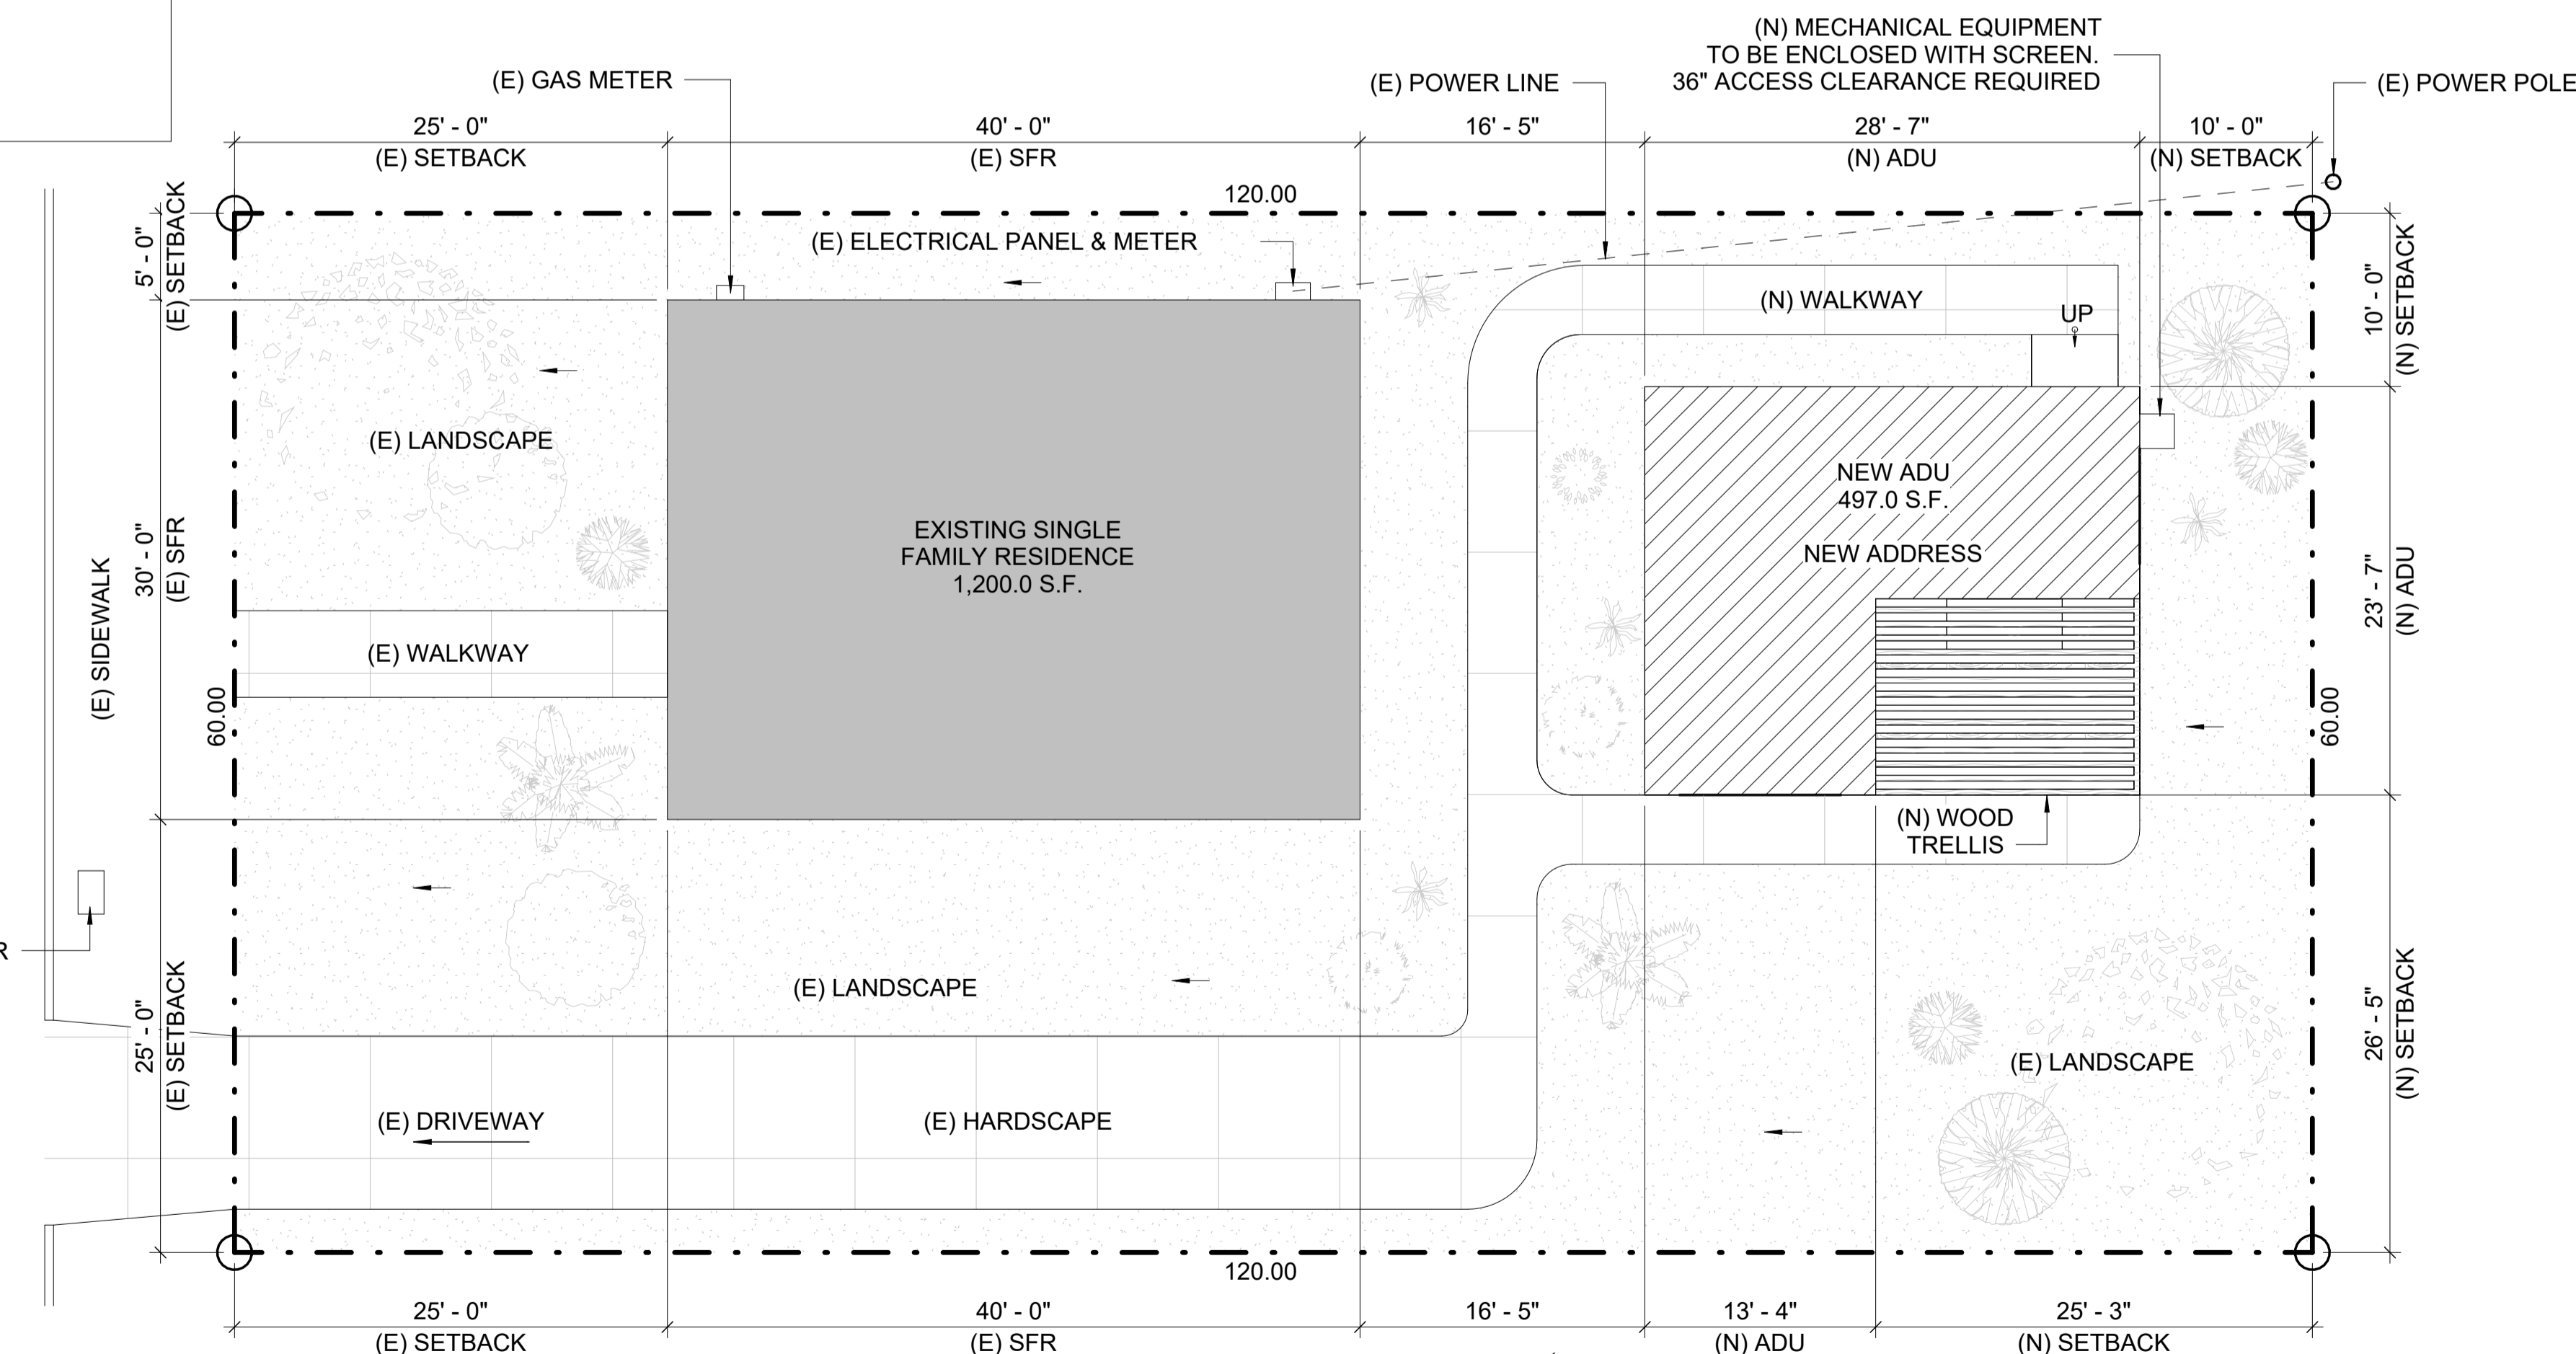 (N) MECHANICAL EQUIPMENT
TO BE ENCLOSED WITH SCREEN.
36" ACCESS CLEARANCE REQUIRED
(E) GAS METER
(E) POWER LINE
(E) POWER POLE
25' - 0"
40' - 0"
16' - 5"
28' - 7"
10' - 0"
(E) SETBACK
(E) SFR
(N) ADU
(N) SETBACK
120.00
5' - 0"
(E) SETBACK
(E) ELECTRICAL PANEL & METER
(N) WALKWAY
UP
10' - 0"
(N) SETBACK
(E) LANDSCAPE
NEW ADU
497.0 S.F.
NEW ADDRESS
EXISTING SINGLE
FAMILY RESIDENCE
1,200.0 S.F.
30' - 0"
(E) SFR
23' - 7"
(N) ADU
(E) SIDEWALK
(E) WALKWAY
60.00
60.00
(N) WOOD
TRELLIS
R
(E) LANDSCAPE
25' - 0"
(E) SETBACK
26' - 5"
(N) SETBACK
(E) LANDSCAPE
(E) DRIVEWAY
(E) HARDSCAPE
120.00
25' - 0"
40' - 0"
16' - 5"
13' - 4"
25' - 3"
(E) SETBACK
(E) SFR
(N) ADU
(N) SETBACK